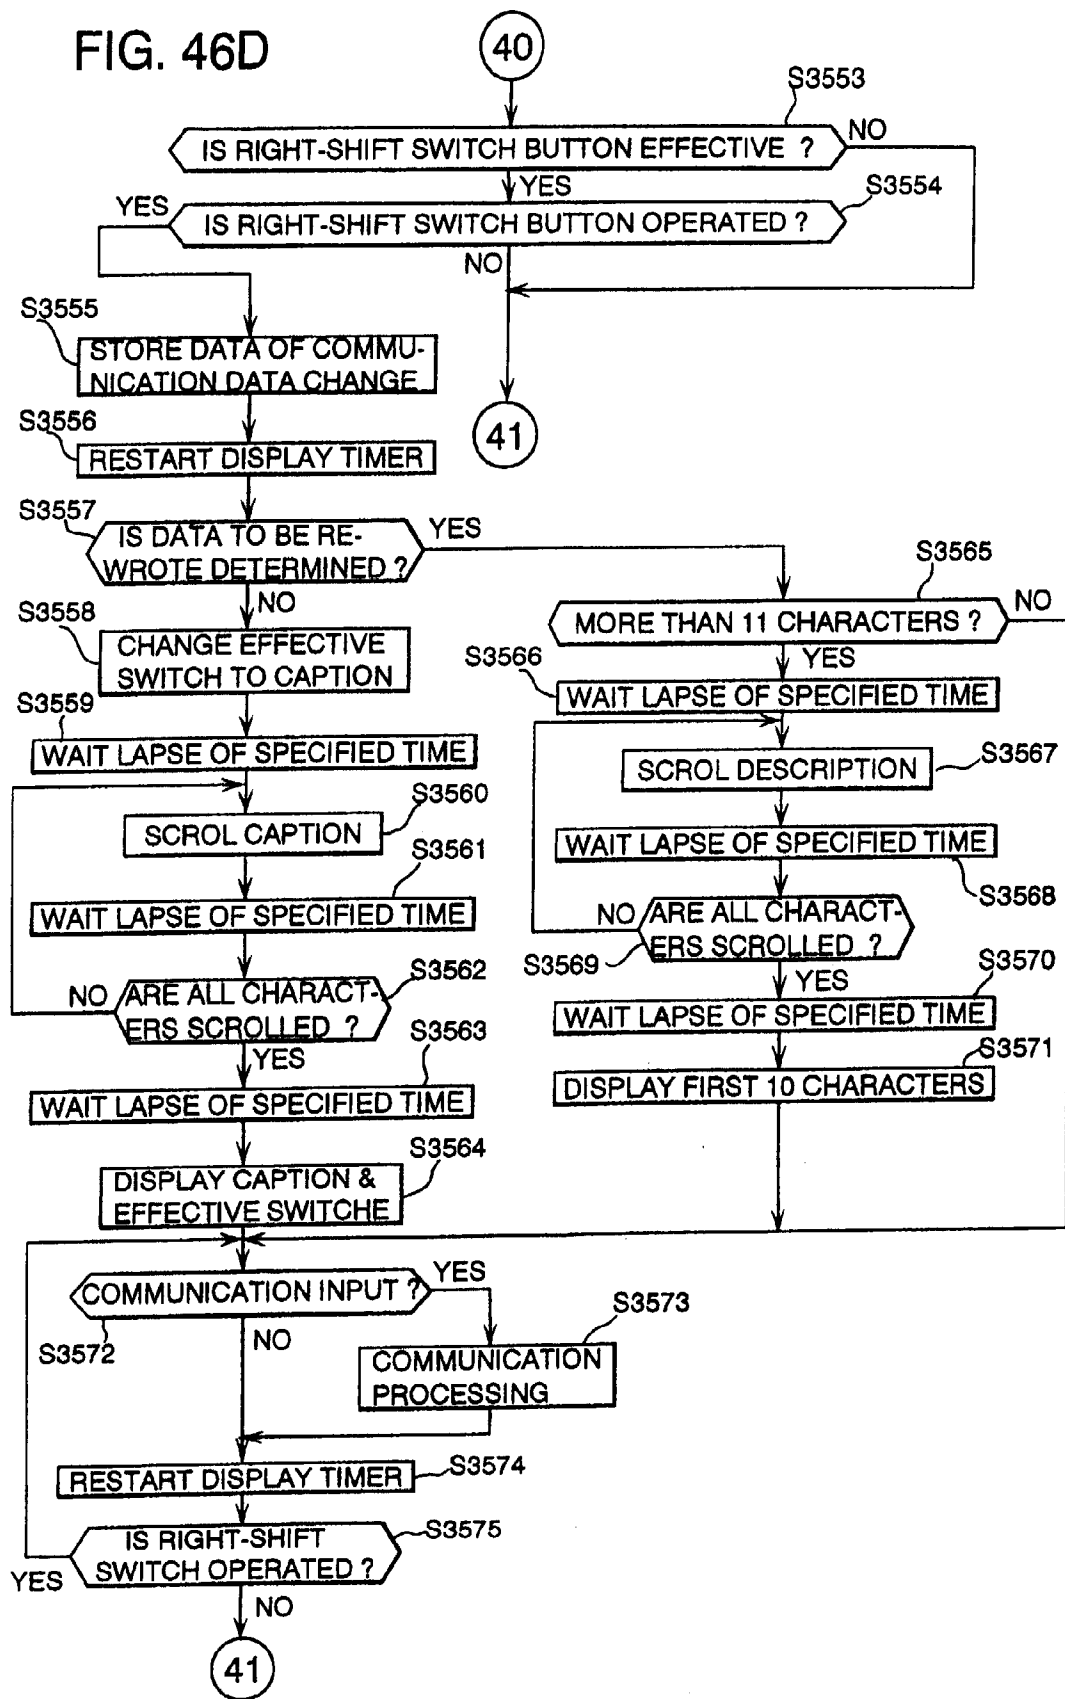 FIG. 46D
40
S3553
IS RIGHT-SHIFT SWITCH BUTTON EFFECTIVE ?
NO
YES
S3554
YES
IS RIGHT-SHIFT SWITCH BUTTON OPERATED ?
NO
S3555
STORE DATA OF COMMU-
NICATION DATA CHANGE
41
S3556
RESTART DISPLAY TIMER
S3557
IS DATA TO BE RE-
WROTE DETERMINED ?
YES
NO
S3558
CHANGE EFFECTIVE
SWITCH TO CAPTION
S3559
WAIT LAPSE OF SPECIFIED TIME
S3560
SCROL CAPTION
S3561
WAIT LAPSE OF SPECIFIED TIME
S3562
NO
ARE ALL CHARACT-
ERS SCROLLED ?
YES
S3563
WAIT LAPSE OF SPECIFIED TIME
S3564
DISPLAY CAPTION &
EFFECTIVE SWITCHE
S3565
MORE THAN 11 CHARACTERS ?
NO
YES
S3566
WAIT LAPSE OF SPECIFIED TIME
SCROL DESCRIPTION
S3567
WAIT LAPSE OF SPECIFIED TIME
S3568
NO
ARE ALL CHARACT-
ERS SCROLLED ?
S3569
YES
S3570
WAIT LAPSE OF SPECIFIED TIME
S3571
DISPLAY FIRST 10 CHARACTERS
COMMUNICATION INPUT ?
YES
S3572
NO
S3573
COMMUNICATION
PROCESSING
RESTART DISPLAY TIMER
S3574
IS RIGHT-SHIFT
SWITCH OPERATED ?
S3575
YES
NO
41